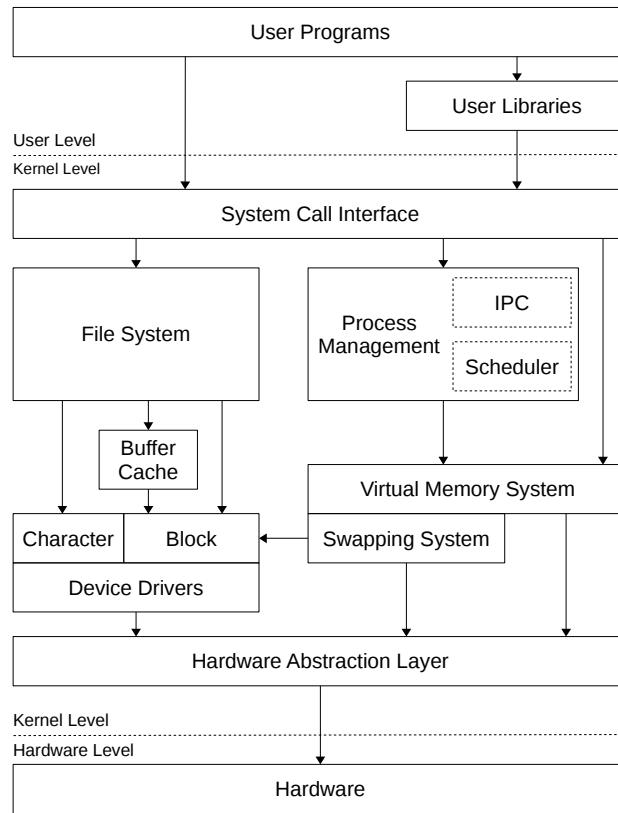 User Programs
User Libraries
User Level
Kernel Level
System Call Interface
File System
Process
Management
IPC
Scheduler
Buffer
Cache
Virtual Memory System
Character
Block
Swapping System
Device Drivers
Hardware Abstraction Layer
Kernel Level
Hardware Level
Hardware